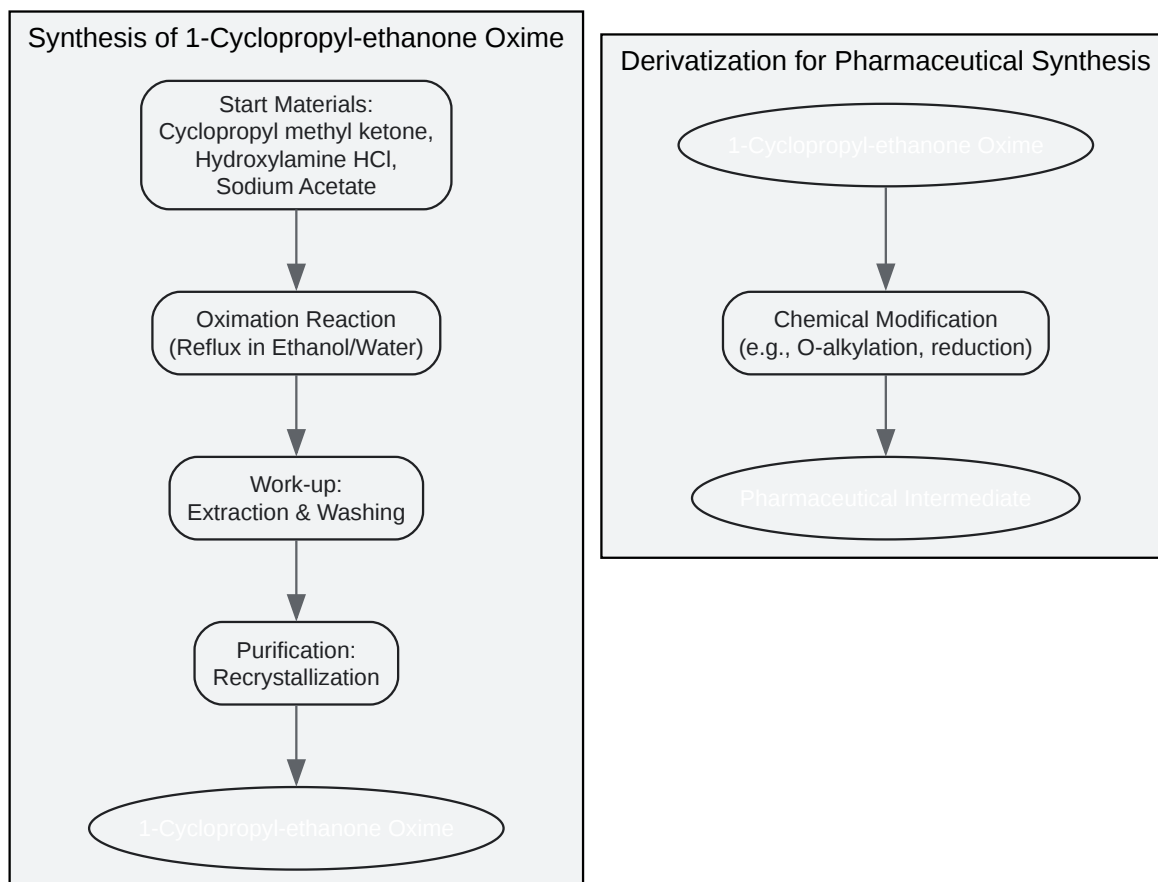 Synthesis of 1-Cyclopropyl-ethanone Oxime
Start Materials:
Cyclopropyl methyl ketone,
Hydroxylamine HCl,
Sodium Acetate
Oximation Reaction
(Reflux in Ethanol/Water)
Work-up:
Extraction & Washing
Purification:
Recrystallization
1-Cyclopropyl-ethanone Oxime
Derivatization for Pharmaceutical Synthesis
1-Cyclopropyl-ethanone Oxime
Chemical Modification
(e.g., O-alkylation, reduction)
Pharmaceutical Intermediate